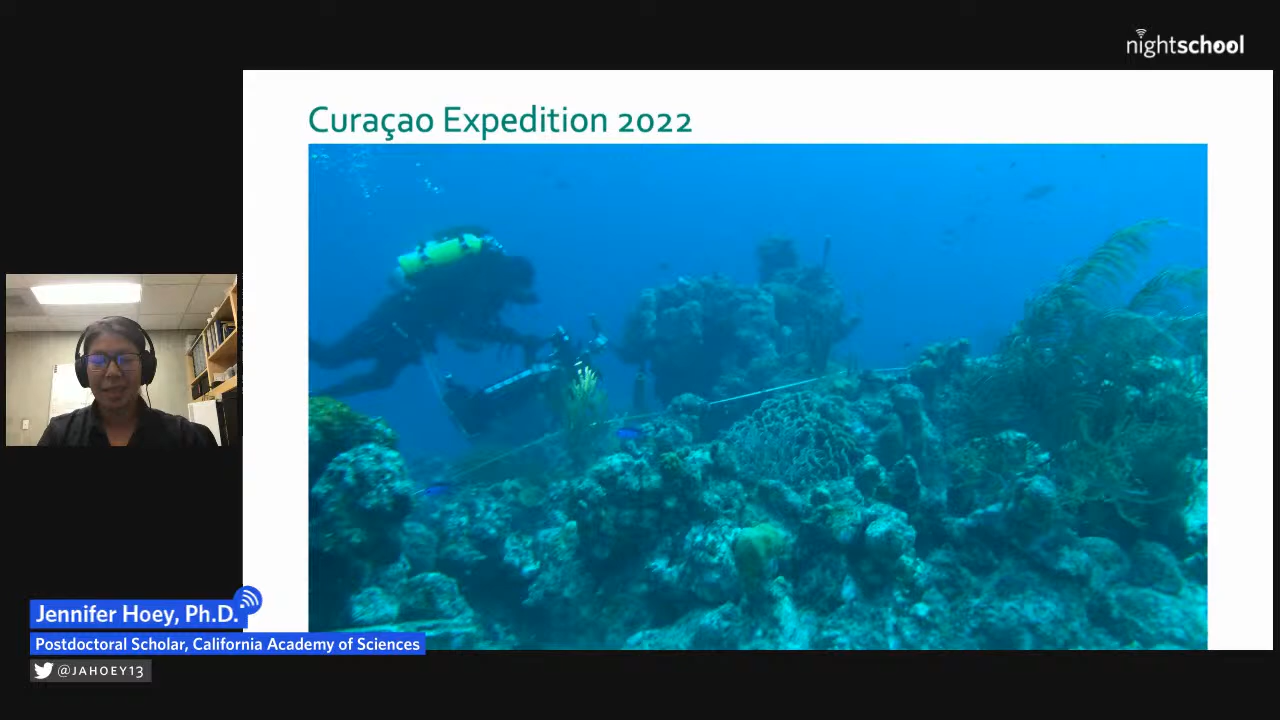 nightschool
Curaçao Expedition 2022
Jennifer Hoey, Ph.D.
Postdoctoral Scholar, California Academy of Sciences
@JAHOEY13